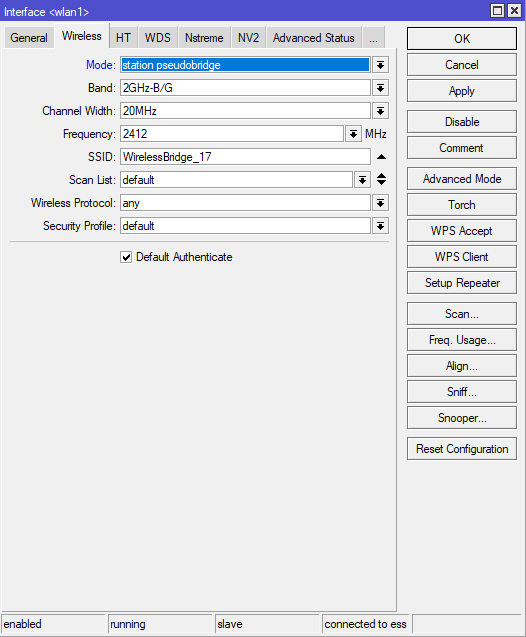 Interface <wlan1>
General Wireless HT WDS Nstreme NV2 Advanced Status ...
Mode: station pseudobridge
Band: 2GHz-B/G
Channel Width: 20MHz
Frequency: 2412 MHz
SSID: WirelessBridge_17
Scan List: default
Wireless Protocol: any
Security Profile: default
Default Authenticate
OK
Cancel
Apply
Disable
Comment
Advanced Mode
Torch
WPS Accept
WPS Client
Setup Repeater
Scan...
Freq. Usage...
Align...
Sniff...
Snooper...
Reset Configuration
enabled running slave connected to ess